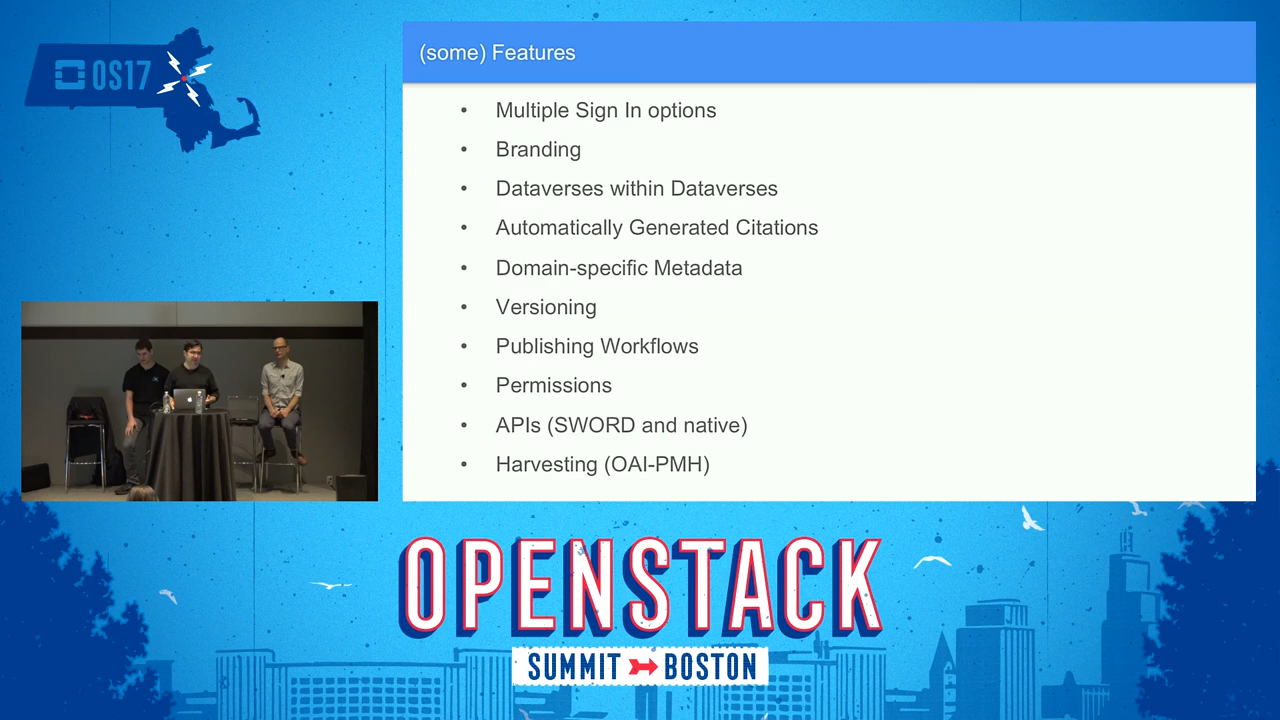 OS17
(some) Features
• Multiple Sign In options
• Branding
• Dataverses within Dataverses
• Automatically Generated Citations
• Domain-specific Metadata
• Versioning
• Publishing Workflows
• Permissions
• APIs (SWORD and native)
• Harvesting (OAI-PMH)
OPENSTACK
SUMMIT BOSTON